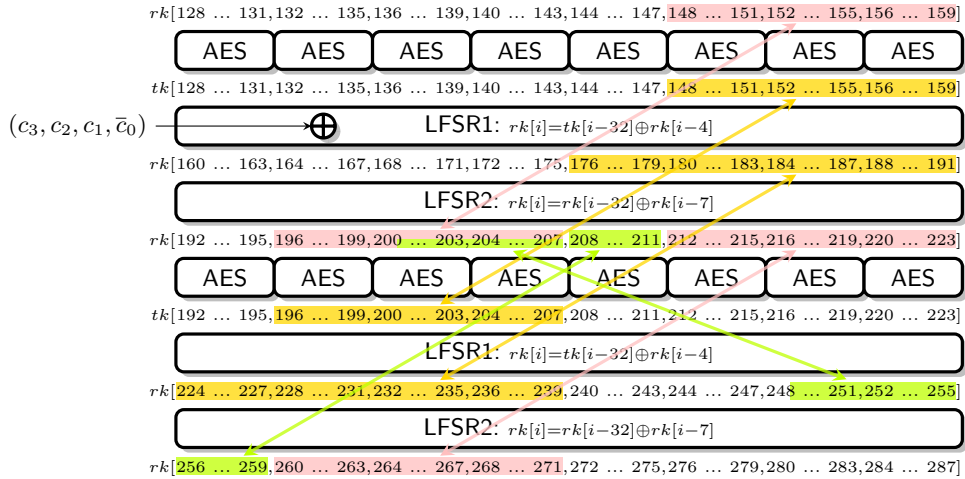 rk[128 ... 131,132 ... 135,136 ... 139,140 ... 143,144 ... 147,148 ... 151,152 ... 155,156 ... 159]
AES AES AES AES AES AES AES AES
tk[128 ... 131,132 ... 135,136 ... 139,140 ... 143,144 ... 147,148 ... 151,152 ... 155,156 ... 159]
(c₃, c₂, c₁, c̄₀) ⊕ LFSR1: rk[i]=tk[i−32]⊕rk[i−4]
rk[160 ... 163,164 ... 167,168 ... 171,172 ... 175,176 ... 179,180 ... 183,184 ... 187,188 ... 191]
LFSR2: rk[i]=rk[i−32]⊕rk[i−7]
rk[192 ... 195,196 ... 199,200 ... 203,204 ... 207,208 ... 211,212 ... 215,216 ... 219,220 ... 223]
AES AES AES AES AES AES AES AES
tk[192 ... 195,196 ... 199,200 ... 203,204 ... 207,208 ... 211,212 ... 215,216 ... 219,220 ... 223]
LFSR1: rk[i]=tk[i−32]⊕rk[i−4]
rk[224 ... 227,228 ... 231,232 ... 235,236 ... 239,240 ... 243,244 ... 247,248 ... 251,252 ... 255]
LFSR2: rk[i]=rk[i−32]⊕rk[i−7]
rk[256 ... 259,260 ... 263,264 ... 267,268 ... 271,272 ... 275,276 ... 279,280 ... 283,284 ... 287]